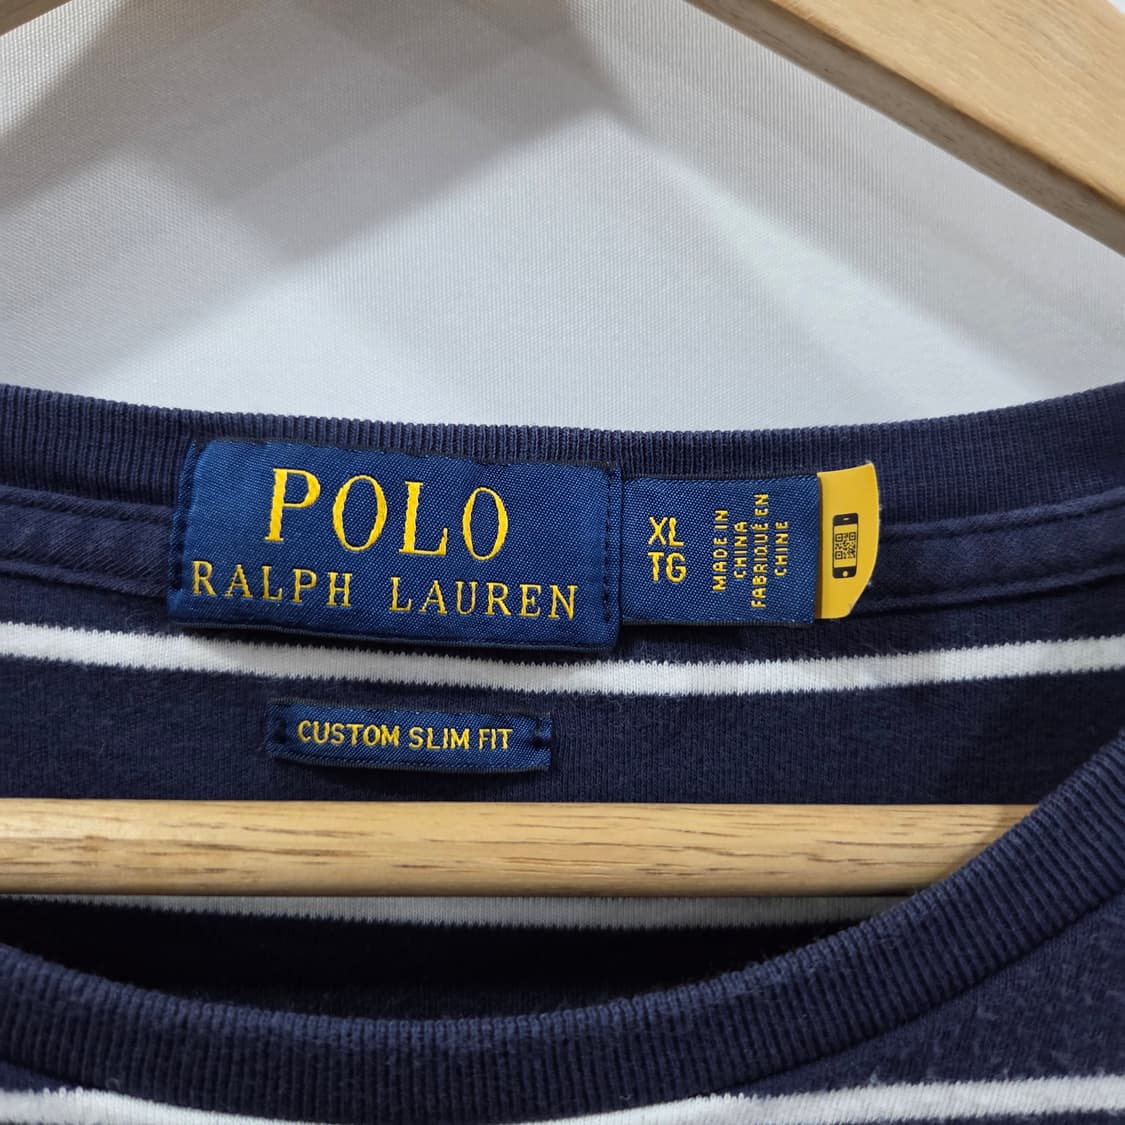 POLO
RALPH LAUREN
XL
TG
MADE IN
CHINA
FABRIQUÉ EN
CHINE
CUSTOM SLIM FIT